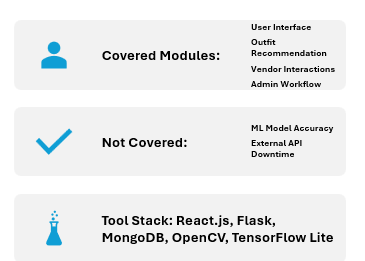 Covered Modules:
User Interface
Outfit
Recommendation
Vendor Interactions
Admin Workflow
Not Covered:
ML Model Accuracy
External API
Downtime
Tool Stack: React.js, Flask,
MongoDB, OpenCV, TensorFlow Lite